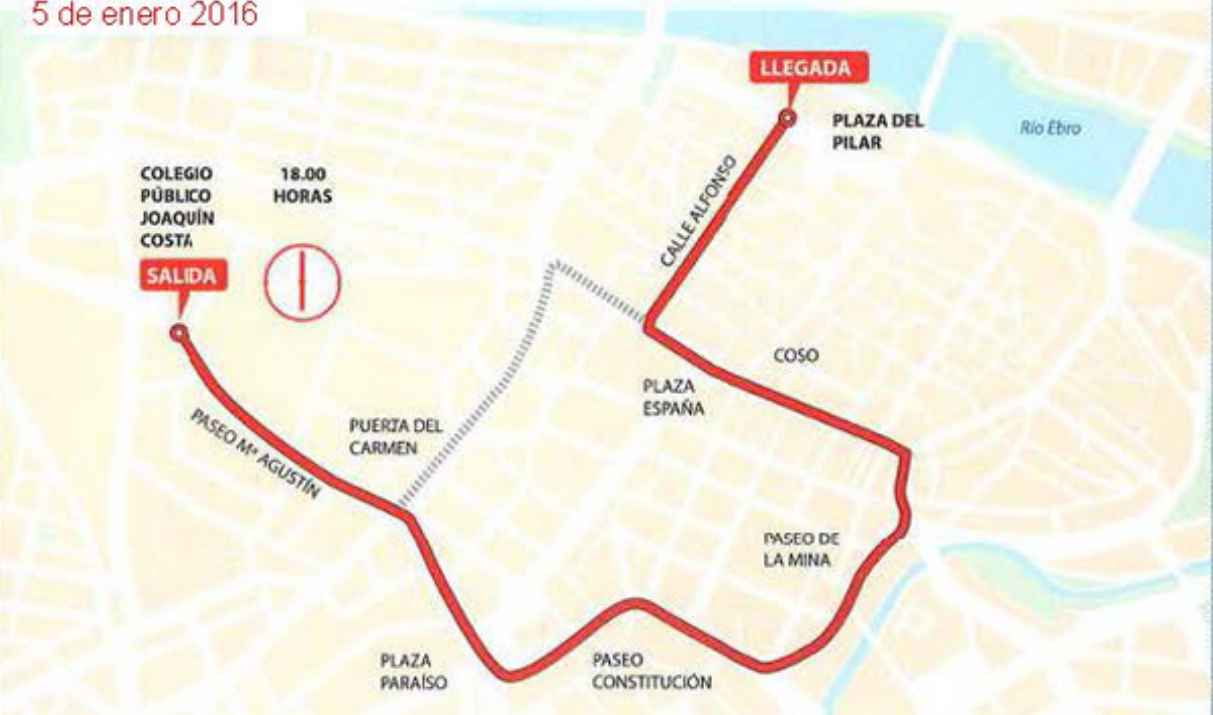 5 de enero 2016
LLEGADA
PLAZA DEL
PILAR
Río Ebro
COLEGIO
PÚBLICO
JOAQUÍN
COSTA
18.00
HORAS
SALIDA
CALLE ALFONSO
COSO
PLAZA
ESPAÑA
PUERTA DEL
CARMEN
PASEO Mª AGUSTÍN
PASEO DE
LA MINA
PLAZA
PARAÍSO
PASEO
CONSTITUCIÓN